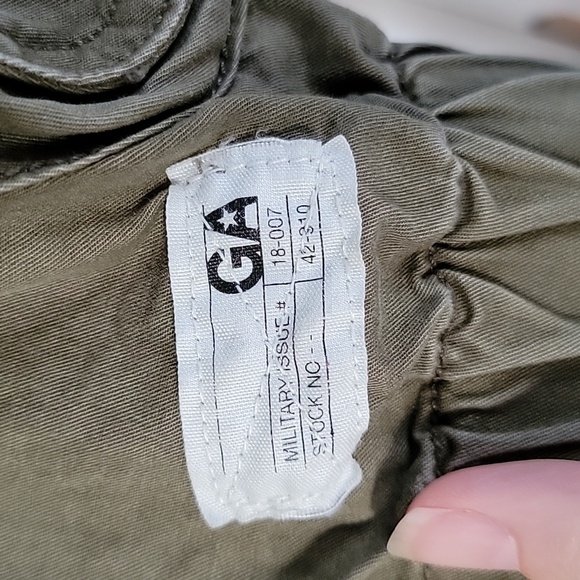 GA
MILITARY ISSUE # 18-007
STOCK NO --- 42-310